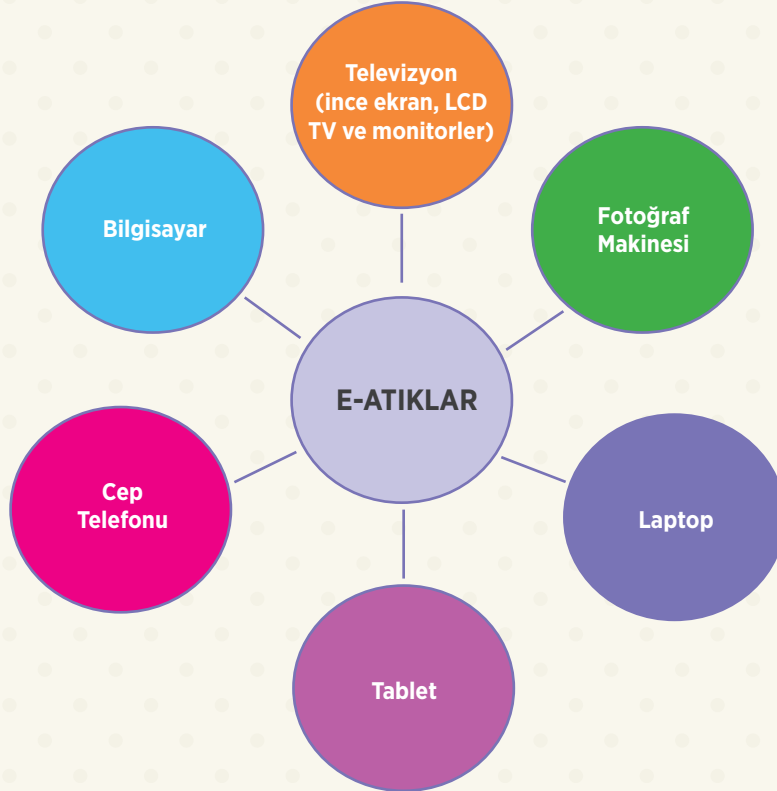 Televizyon
(ince ekran, LCD
TV ve monitorler)
Bilgisayar
Fotoğraf
Makinesi
E-ATIKLAR
Cep
Telefonu
Laptop
Tablet